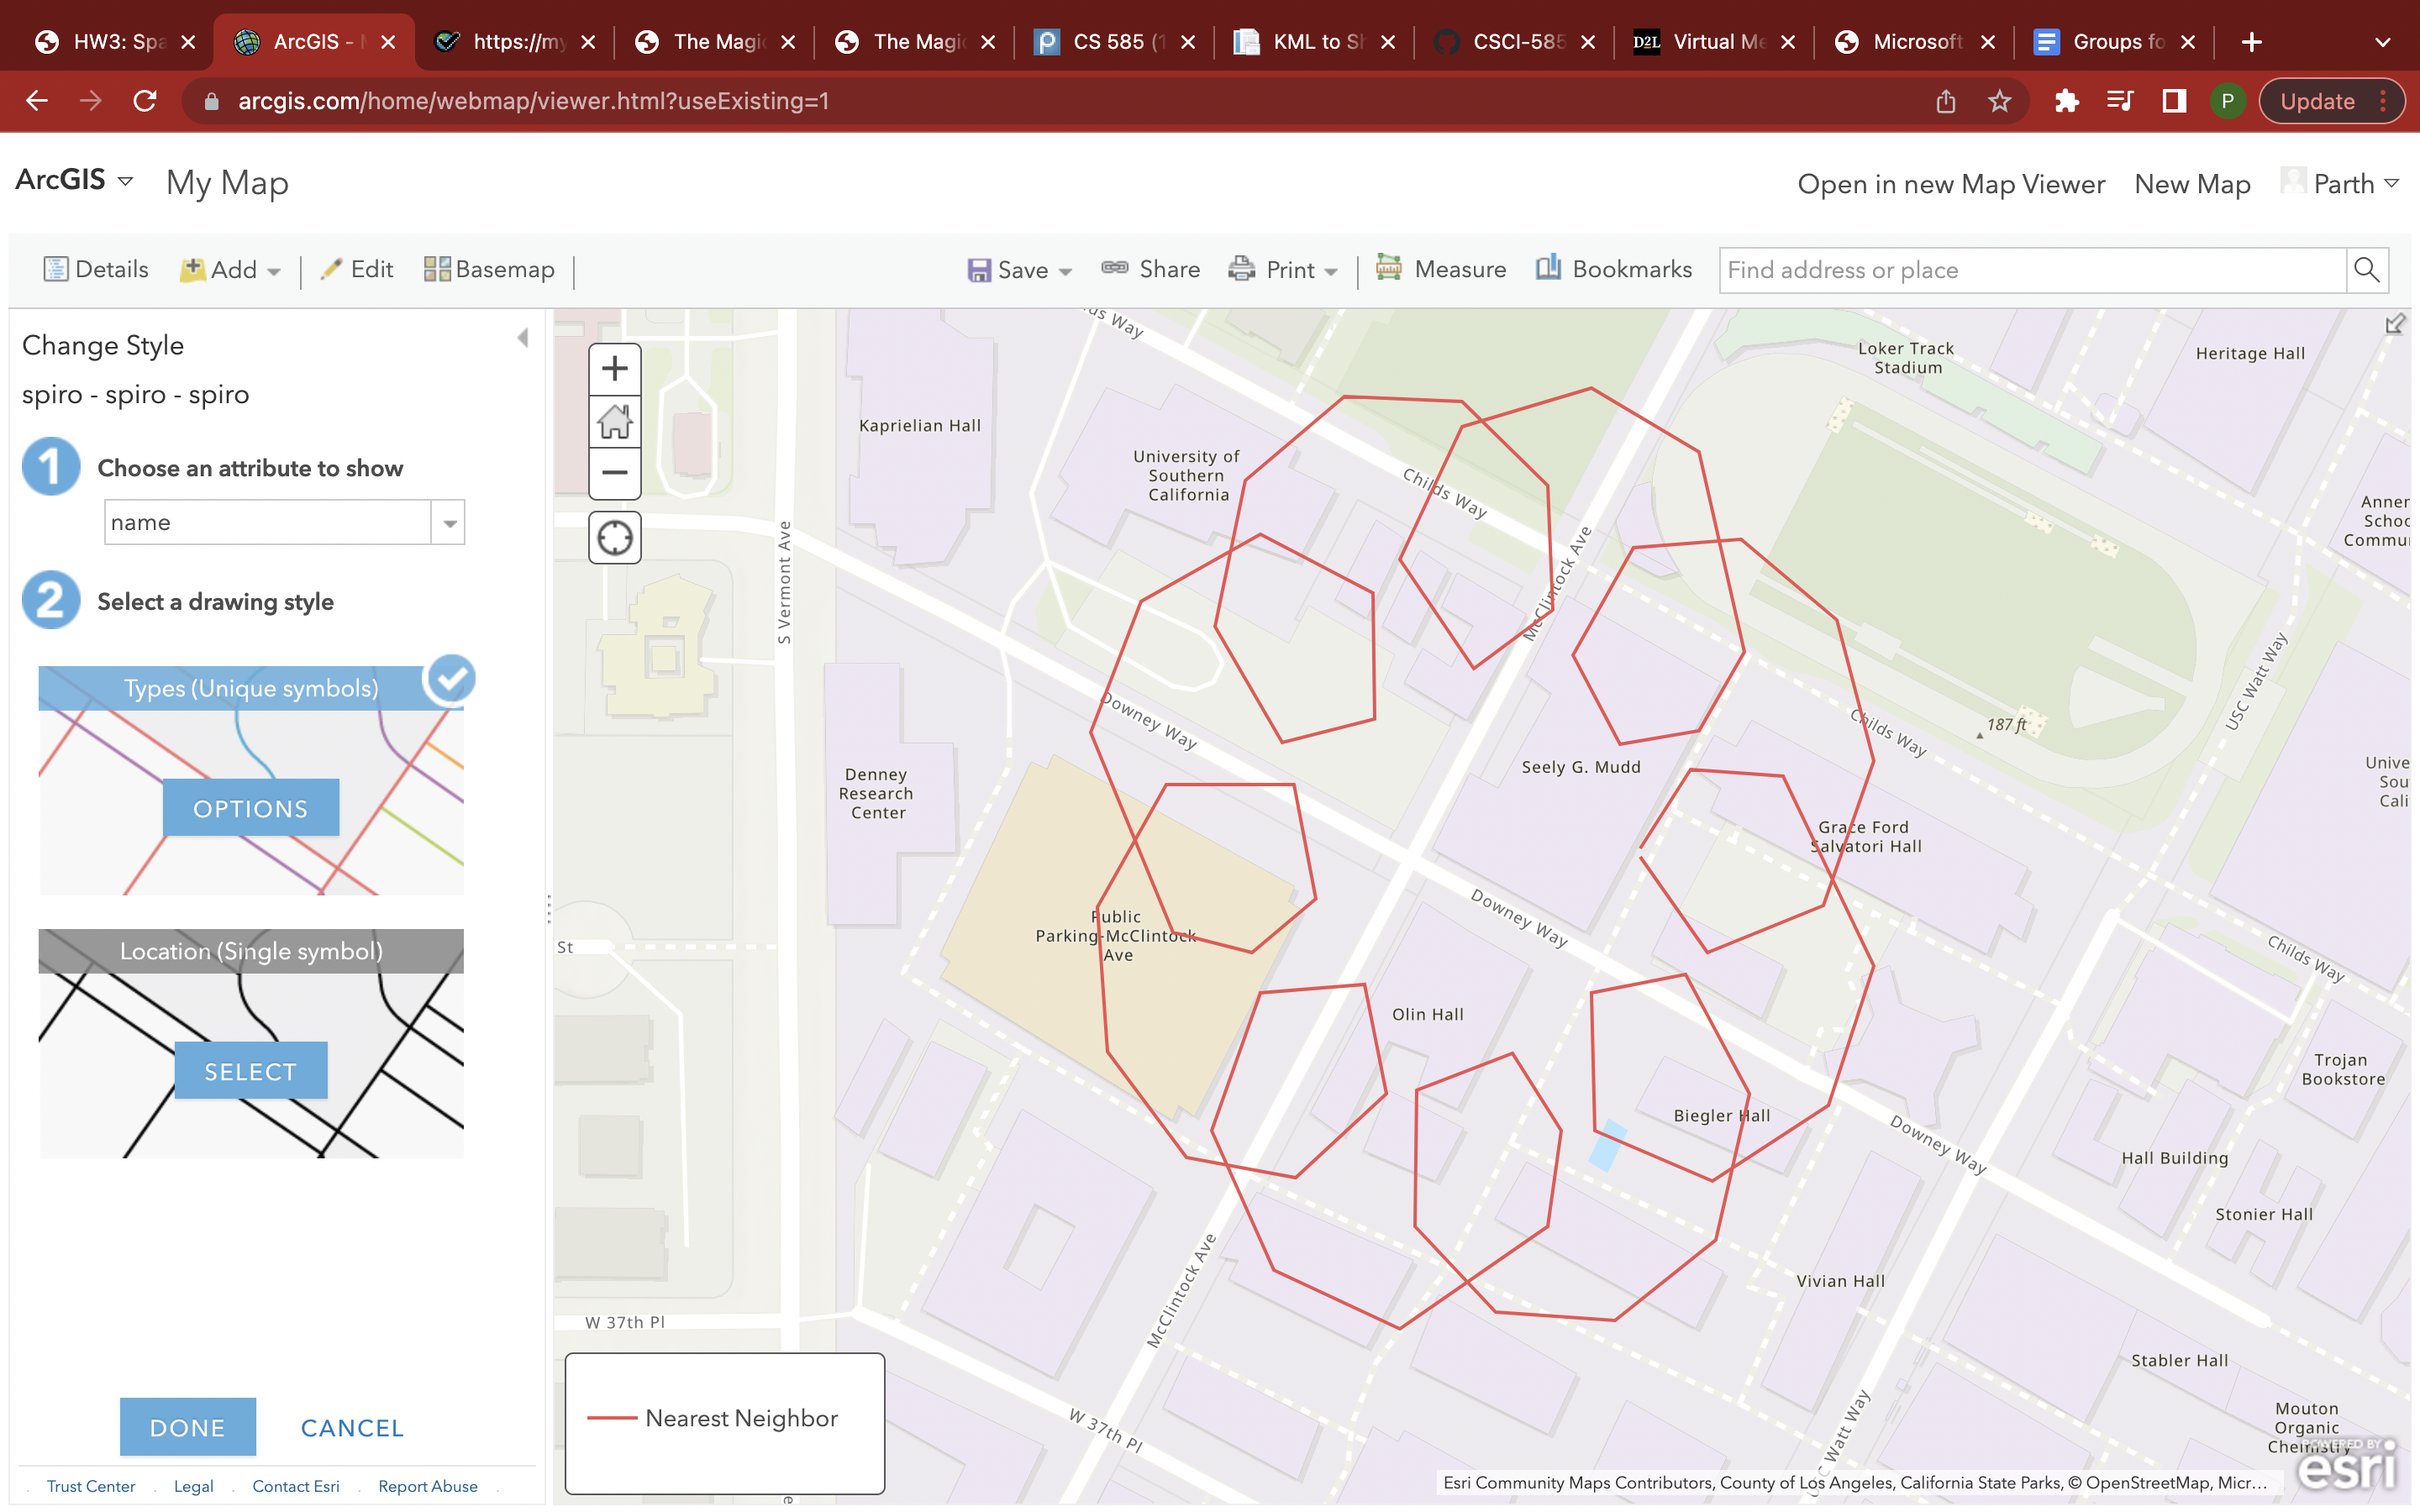 HW3: Spa
ArcGIS - M
https://my
The Magic
The Magic
CS 585 (1
KML to Sh
CSCI-585
D2L Virtual Me
Microsoft
Groups fo
arcgis.com/home/webmap/viewer.html?useExisting=1
P
Update
ArcGIS
My Map
Open in new Map Viewer
New Map
Parth
Details
Add
Edit
Basemap
Save
Share
Print
Measure
Bookmarks
Find address or place
Change Style
spiro - spiro - spiro
1 Choose an attribute to show
name
2 Select a drawing style
Types (Unique symbols)
OPTIONS
Location (Single symbol)
SELECT
DONE
CANCEL
Trust Center
Legal
Contact Esri
Report Abuse
ds Way
Loker Track
Stadium
Heritage Hall
Kaprielian Hall
University of
Southern
California
Childs Way
Anner
Schoo
Commu
S Vermont Ave
McClintock Ave
USC Watt Way
Downey Way
Childs Way
187 ft
Denney
Research
Center
Seely G. Mudd
Unive
Sou
Cali
Grace Ford
Salvatori Hall
Public
Parking-McClintock
Ave
Downey Way
St
Childs Way
Olin Hall
Trojan
Bookstore
Biegler Hall
Downey Way
Hall Building
Stonier Hall
McClintock Ave
Vivian Hall
W 37th Pl
Stabler Hall
Nearest Neighbor
W 37th Pl
C Watt Way
Mouton
Organic
Chemistry
e
POWERED BY
esri
Esri Community Maps Contributors, County of Los Angeles, California State Parks, © OpenStreetMap, Micr...